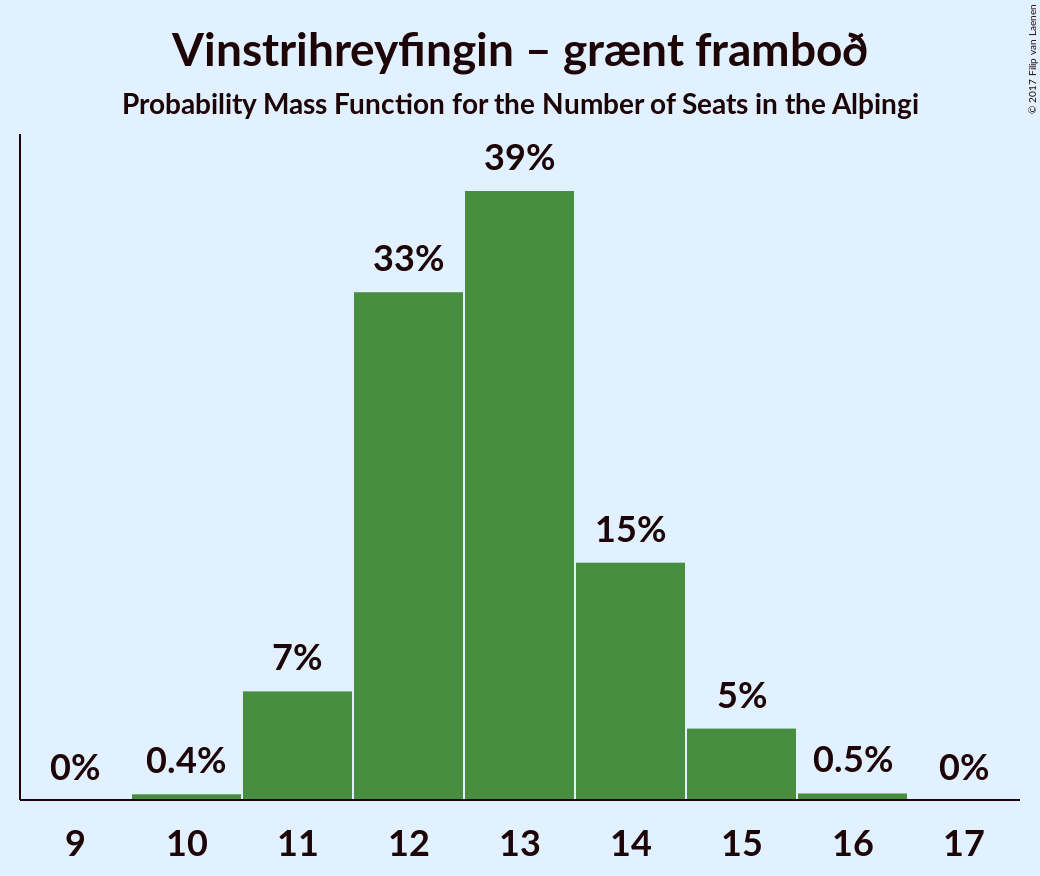 Vinstrihreyfingin – grænt framboð
Probability Mass Function for the Number of Seats in the Alþingi
© 2017 Filip van Laenen
39%
33%
15%
7%
5%
0%
0.4%
0.5%
0%
9 10 11 12 13 14 15 16 17